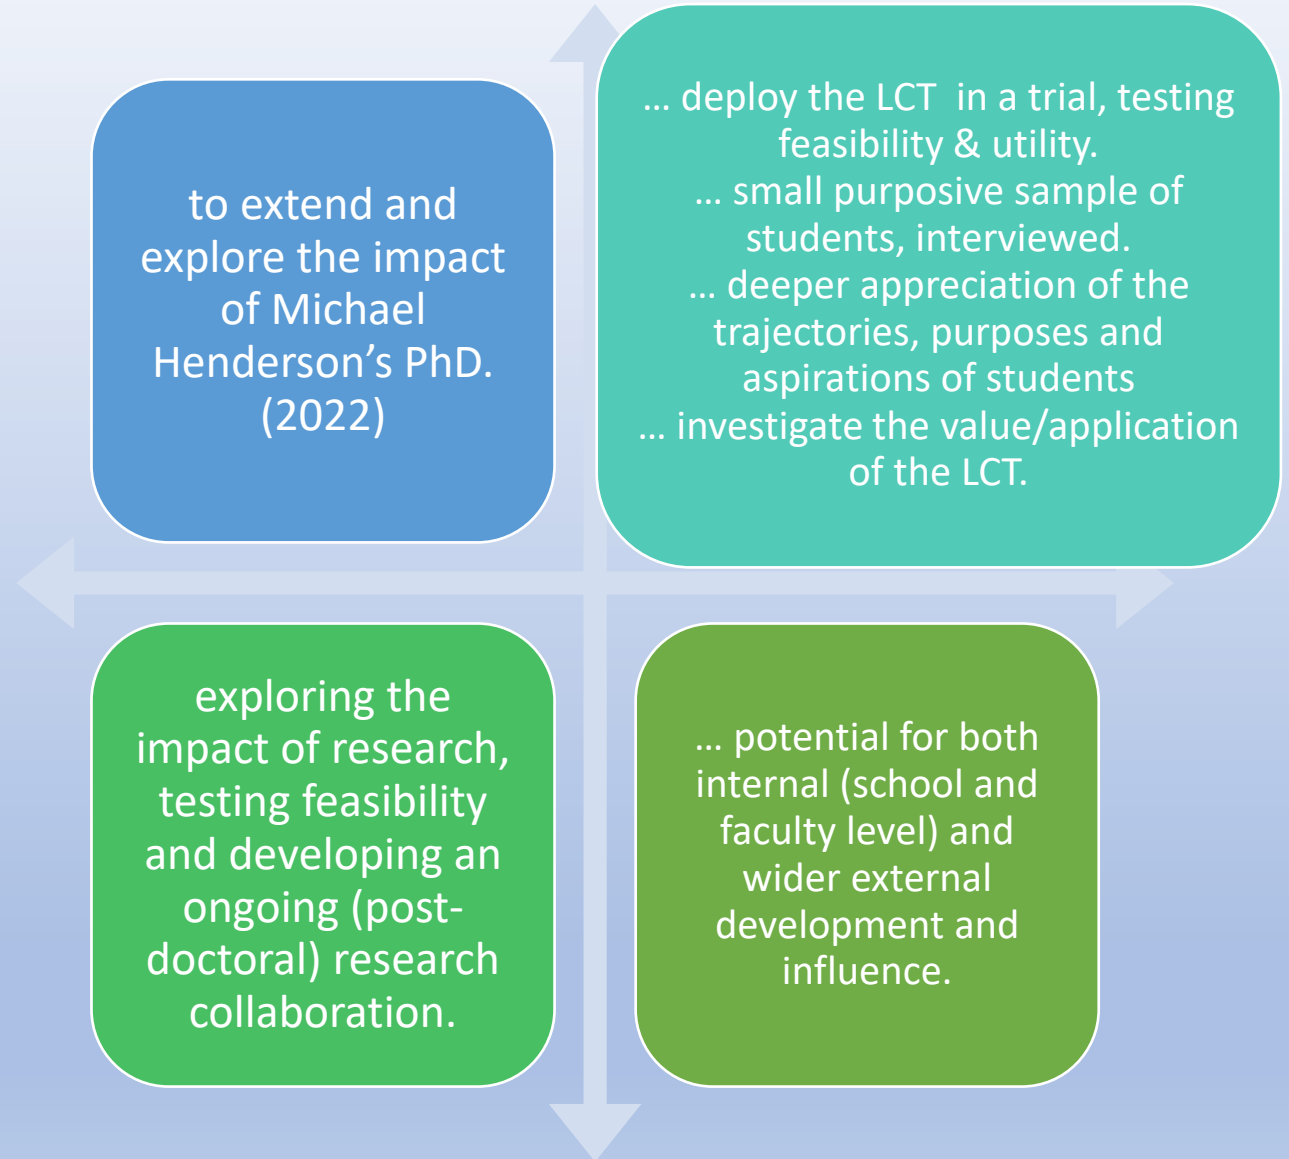 to extend and
explore the impact
of Michael
Henderson’s PhD.
(2022)
… deploy the LCT  in a trial, testing
feasibility & utility.
… small purposive sample of
students, interviewed.
… deeper appreciation of the
trajectories, purposes and
aspirations of students
… investigate the value/application
of the LCT.
exploring the
impact of research,
testing feasibility
and developing an
ongoing (post-
doctoral) research
collaboration.
… potential for both
internal (school and
faculty level) and
wider external
development and
influence.